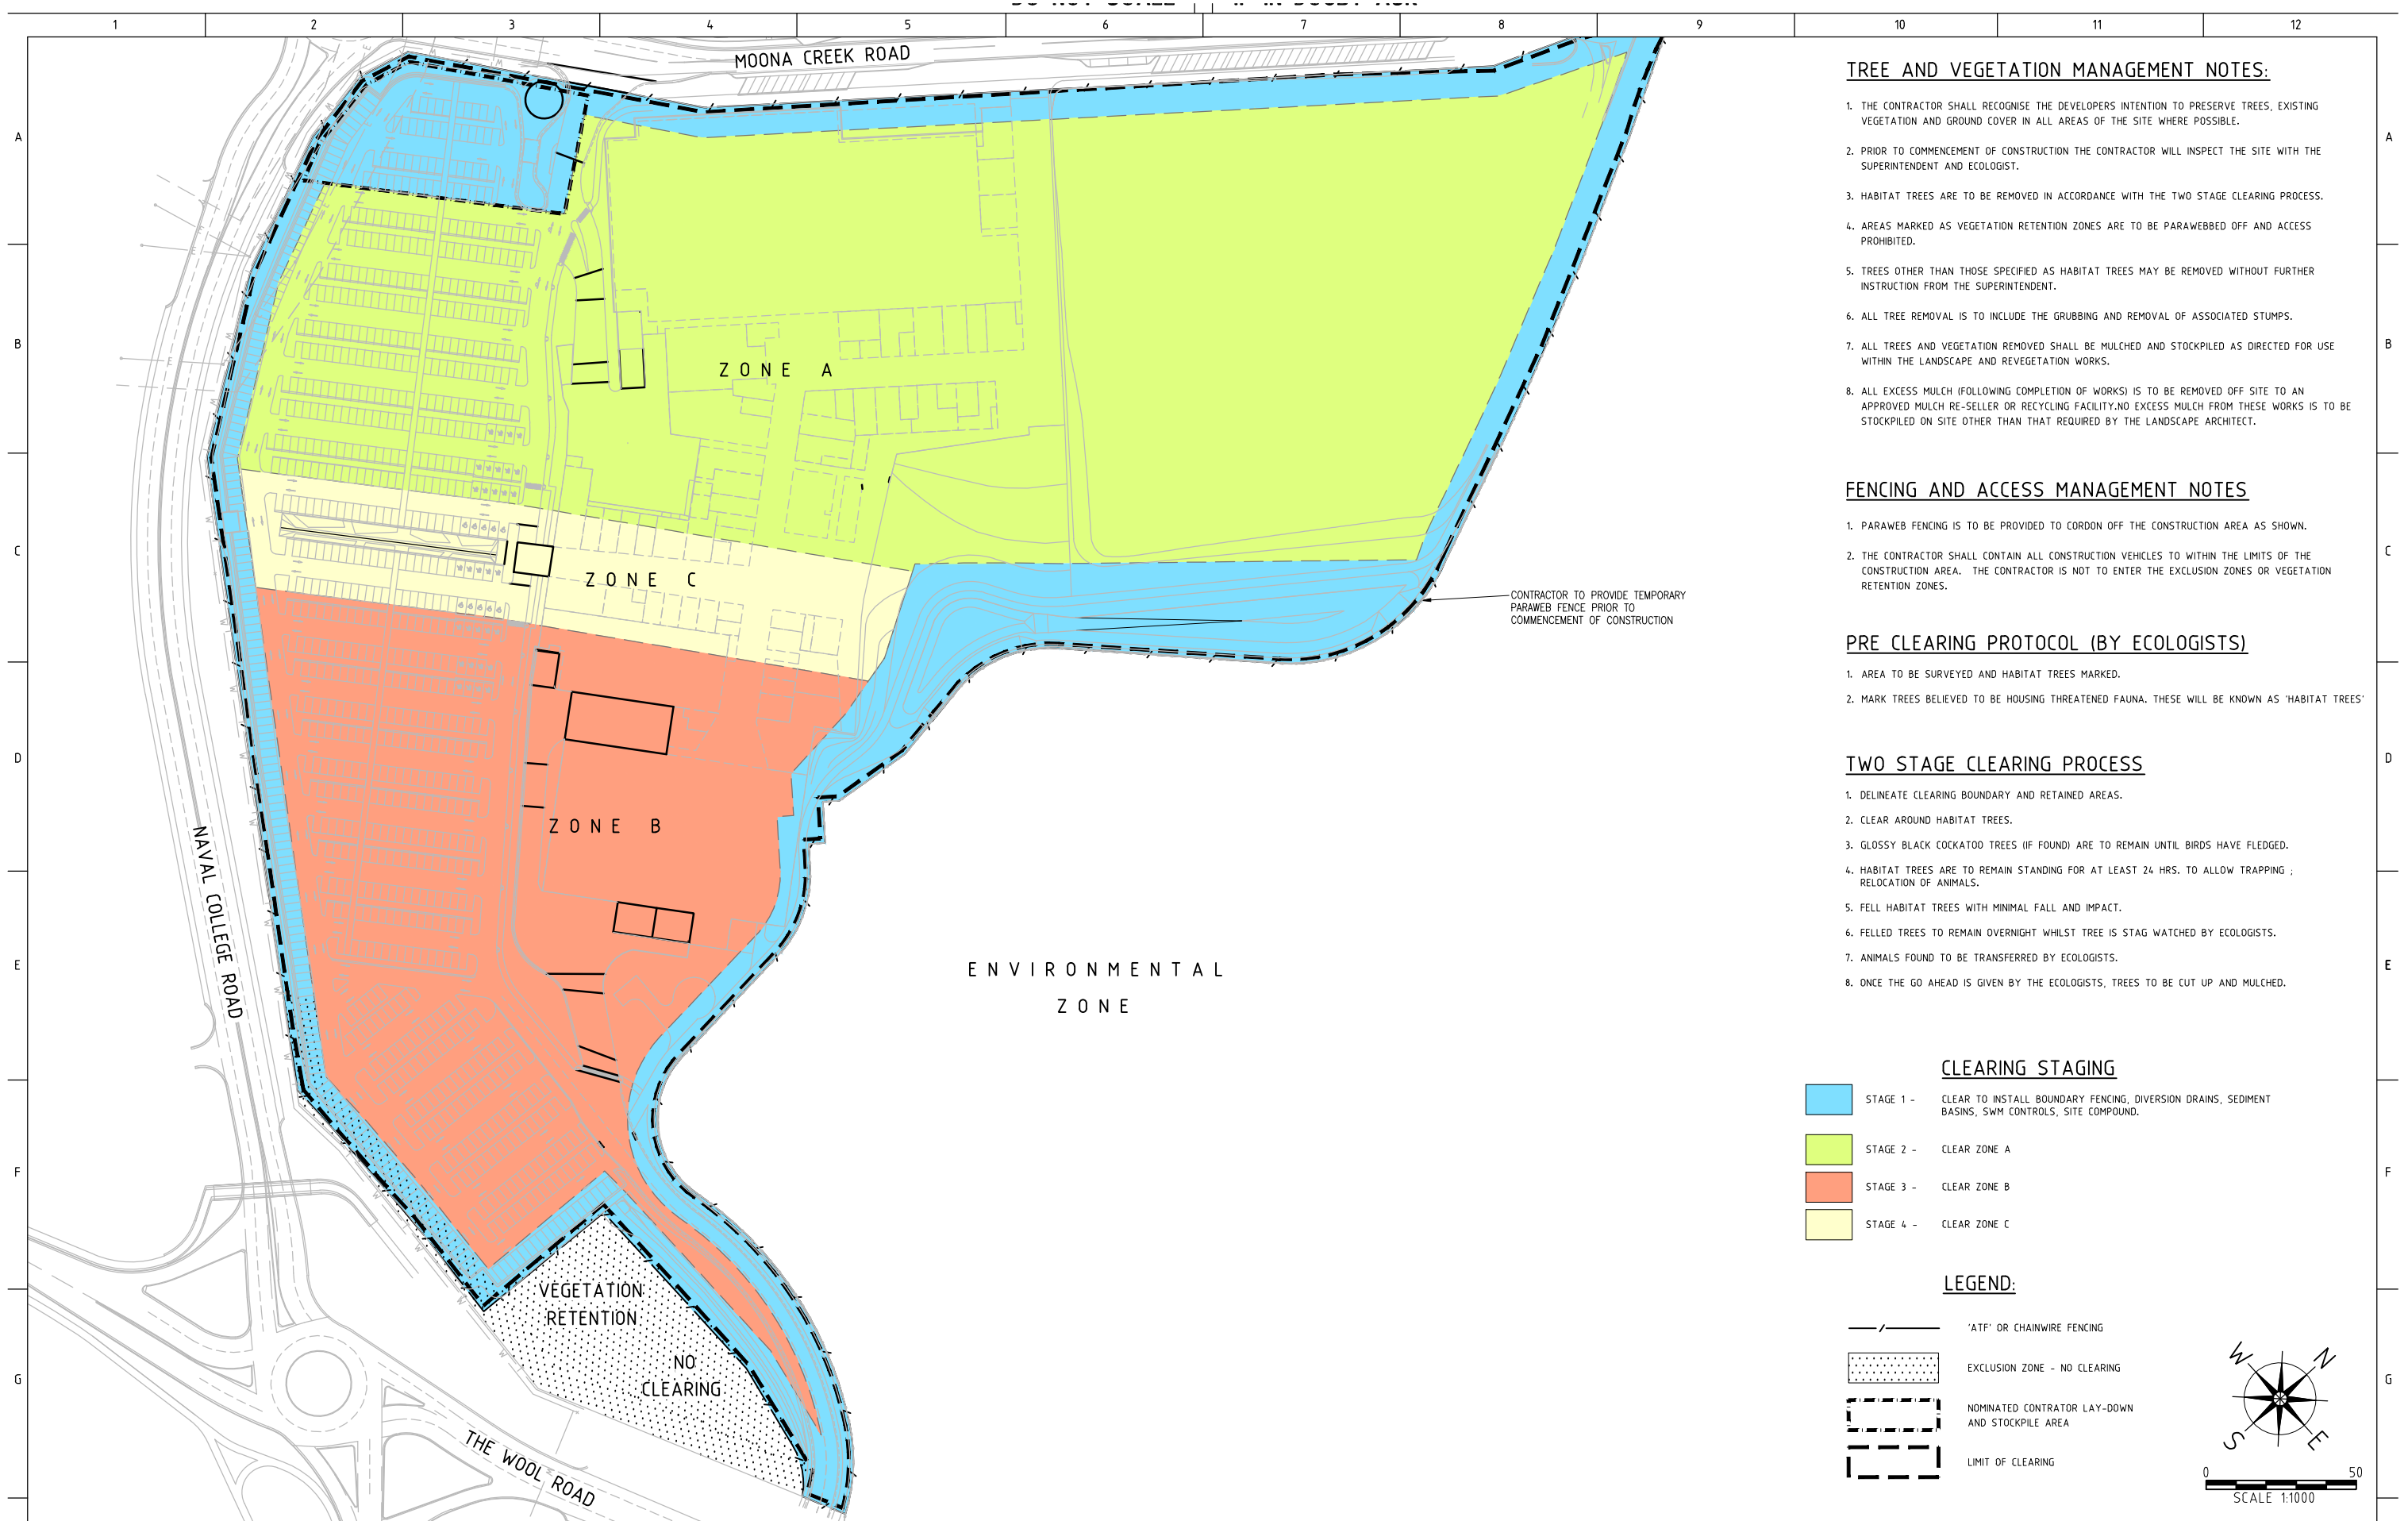 1 2 3 4 5 6 7 8 9 10 11 12
A A
B B
C C
D D
E E
F F
G G
MOONA CREEK ROAD
ZONE A
ZONE C
ZONE B
NAVAL COLLEGE ROAD
ENVIRONMENTAL
ZONE
VEGETATION
RETENTION
NO
CLEARING
THE WOOL ROAD
CONTRACTOR TO PROVIDE TEMPORARY
PARAWEB FENCE PRIOR TO
COMMENCEMENT OF CONSTRUCTION
TREE AND VEGETATION MANAGEMENT NOTES:
1. THE CONTRACTOR SHALL RECOGNISE THE DEVELOPERS INTENTION TO PRESERVE TREES, EXISTING
VEGETATION AND GROUND COVER IN ALL AREAS OF THE SITE WHERE POSSIBLE.
2. PRIOR TO COMMENCEMENT OF CONSTRUCTION THE CONTRACTOR WILL INSPECT THE SITE WITH THE
SUPERINTENDENT AND ECOLOGIST.
3. HABITAT TREES ARE TO BE REMOVED IN ACCORDANCE WITH THE TWO STAGE CLEARING PROCESS.
4. AREAS MARKED AS VEGETATION RETENTION ZONES ARE TO BE PARAWEBBED OFF AND ACCESS
PROHIBITED.
5. TREES OTHER THAN THOSE SPECIFIED AS HABITAT TREES MAY BE REMOVED WITHOUT FURTHER
INSTRUCTION FROM THE SUPERINTENDENT.
6. ALL TREE REMOVAL IS TO INCLUDE THE GRUBBING AND REMOVAL OF ASSOCIATED STUMPS.
7. ALL TREES AND VEGETATION REMOVED SHALL BE MULCHED AND STOCKPILED AS DIRECTED FOR USE
WITHIN THE LANDSCAPE AND REVEGETATION WORKS.
8. ALL EXCESS MULCH (FOLLOWING COMPLETION OF WORKS) IS TO BE REMOVED OFF SITE TO AN
APPROVED MULCH RE-SELLER OR RECYCLING FACILITY.NO EXCESS MULCH FROM THESE WORKS IS TO BE
STOCKPILED ON SITE OTHER THAN THAT REQUIRED BY THE LANDSCAPE ARCHITECT.
FENCING AND ACCESS MANAGEMENT NOTES
1. PARAWEB FENCING IS TO BE PROVIDED TO CORDON OFF THE CONSTRUCTION AREA AS SHOWN.
2. THE CONTRACTOR SHALL CONTAIN ALL CONSTRUCTION VEHICLES TO WITHIN THE LIMITS OF THE
CONSTRUCTION AREA. THE CONTRACTOR IS NOT TO ENTER THE EXCLUSION ZONES OR VEGETATION
RETENTION ZONES.
PRE CLEARING PROTOCOL (BY ECOLOGISTS)
1. AREA TO BE SURVEYED AND HABITAT TREES MARKED.
2. MARK TREES BELIEVED TO BE HOUSING THREATENED FAUNA. THESE WILL BE KNOWN AS 'HABITAT TREES'
TWO STAGE CLEARING PROCESS
1. DELINEATE CLEARING BOUNDARY AND RETAINED AREAS.
2. CLEAR AROUND HABITAT TREES.
3. GLOSSY BLACK COCKATOO TREES (IF FOUND) ARE TO REMAIN UNTIL BIRDS HAVE FLEDGED.
4. HABITAT TREES ARE TO REMAIN STANDING FOR AT LEAST 24 HRS. TO ALLOW TRAPPING ;
RELOCATION OF ANIMALS.
5. FELL HABITAT TREES WITH MINIMAL FALL AND IMPACT.
6. FELLED TREES TO REMAIN OVERNIGHT WHILST TREE IS STAG WATCHED BY ECOLOGISTS.
7. ANIMALS FOUND TO BE TRANSFERRED BY ECOLOGISTS.
8. ONCE THE GO AHEAD IS GIVEN BY THE ECOLOGISTS, TREES TO BE CUT UP AND MULCHED.
CLEARING STAGING
STAGE 1 - CLEAR TO INSTALL BOUNDARY FENCING, DIVERSION DRAINS, SEDIMENT
BASINS, SWM CONTROLS, SITE COMPOUND.
STAGE 2 - CLEAR ZONE A
STAGE 3 - CLEAR ZONE B
STAGE 4 - CLEAR ZONE C
LEGEND:
'ATF' OR CHAINWIRE FENCING
EXCLUSION ZONE - NO CLEARING
NOMINATED CONTRATOR LAY-DOWN
AND STOCKPILE AREA
LIMIT OF CLEARING
W N
S E
0 50
SCALE 1:1000